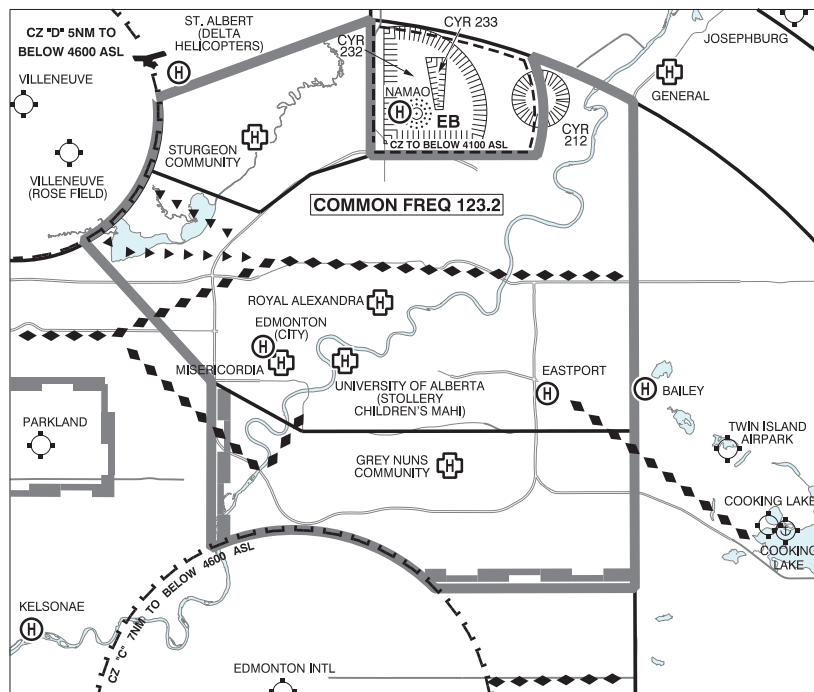 CZ "D" 5NM TO
BELOW 4600 ASL
ST. ALBERT
(DELTA
HELICOPTERS)
CYR 233
CYR
232
JOSEPHBURG
VILLENEUVE
NAMAO
GENERAL
EB
STURGEON
COMMUNITY
CZ TO BELOW 4100 ASL
CYR
212
VILLENEUVE
(ROSE FIELD)
COMMON FREQ 123.2
ROYAL ALEXANDRA
EDMONTON
(CITY)
MISERICORDIA
EASTPORT
UNIVERSITY OF ALBERTA
(STOLLERY
CHILDREN'S MAHI)
BAILEY
PARKLAND
TWIN ISLAND
AIRPARK
GREY NUNS
COMMUNITY
COOKING LAKE
COOKING
LAKE
KELSONAE
CZ "C" 7NM TO BELOW 4600 ASL
EDMONTON INTL
H
H
H
H
H
H
H
H
H
H
H
H